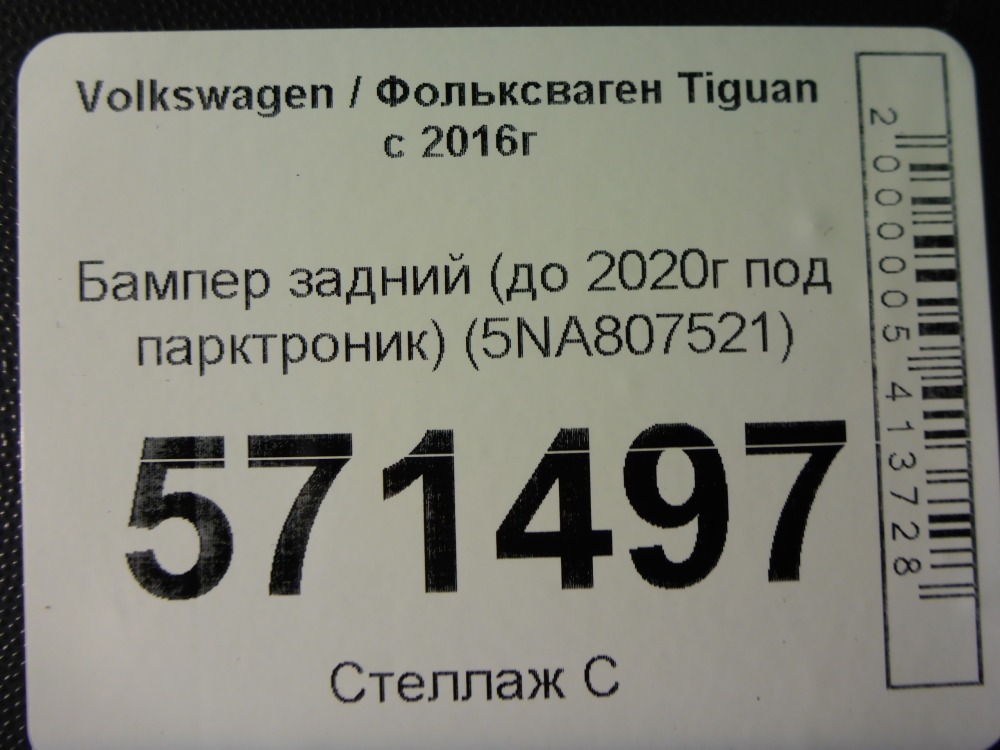 Volkswagen / Фольксваген Tiguan
с 2016г
Бампер задний (до 2020г под
парктроник) (5NA807521)
571497
Стеллаж С
2000005413728